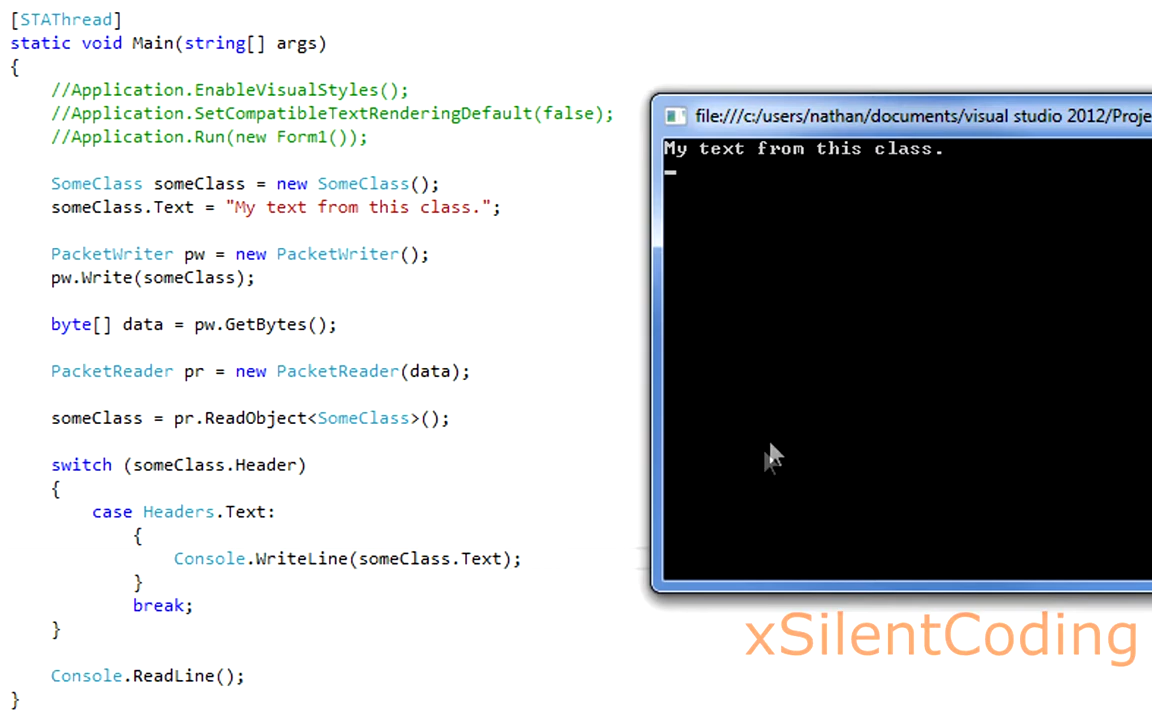 [STAThread]
static void Main(string[] args)
{
//Application.EnableVisualStyles();
//Application.SetCompatibleTextRenderingDefault(false);
//Application.Run(new Form1());
SomeClass someClass = new SomeClass();
someClass.Text = "My text from this class.";
PacketWriter pw = new PacketWriter();
pw.Write(someClass);
byte[] data = pw.GetBytes();
PacketReader pr = new PacketReader(data);
someClass = pr.ReadObject<SomeClass>();
switch (someClass.Header)
{
case Headers.Text:
{
Console.WriteLine(someClass.Text);
}
break;
}
Console.ReadLine();
}
file:///c:/users/nathan/documents/visual studio 2012/Proje
My text from this class.
xSilentCoding